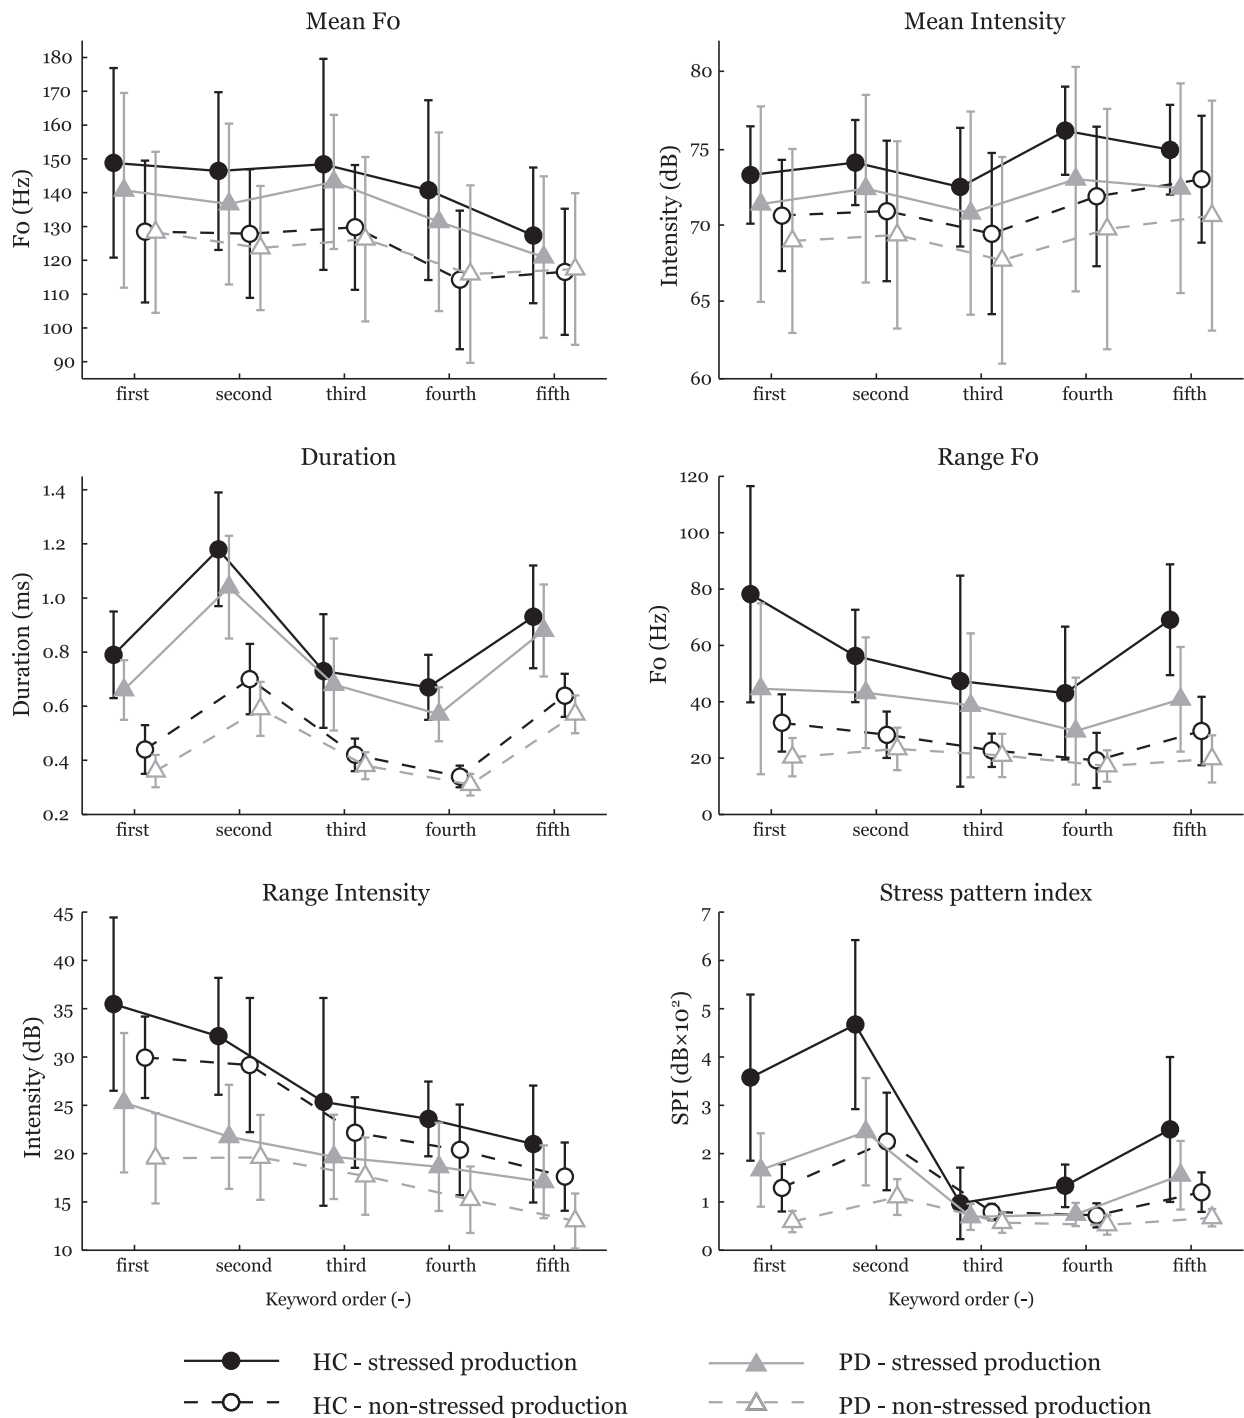 Mean F0
180
170
160
150
140
130
120
110
100
90
F0 (Hz)
first second third fourth fifth
Mean Intensity
80
75
70
65
60
Intensity (dB)
first second third fourth fifth
Duration
1.4
1.2
1.0
0.8
0.6
0.4
0.2
Duration (ms)
first second third fourth fifth
Range F0
120
100
80
60
40
20
0
F0 (Hz)
first second third fourth fifth
Range Intensity
45
40
35
30
25
20
15
10
Intensity (dB)
first second third fourth fifth
Keyword order (-)
Stress pattern index
7
6
5
4
3
2
1
0
SPI (dB×10²)
first second third fourth fifth
Keyword order (-)
HC - stressed production
PD - stressed production
HC - non-stressed production
PD - non-stressed production